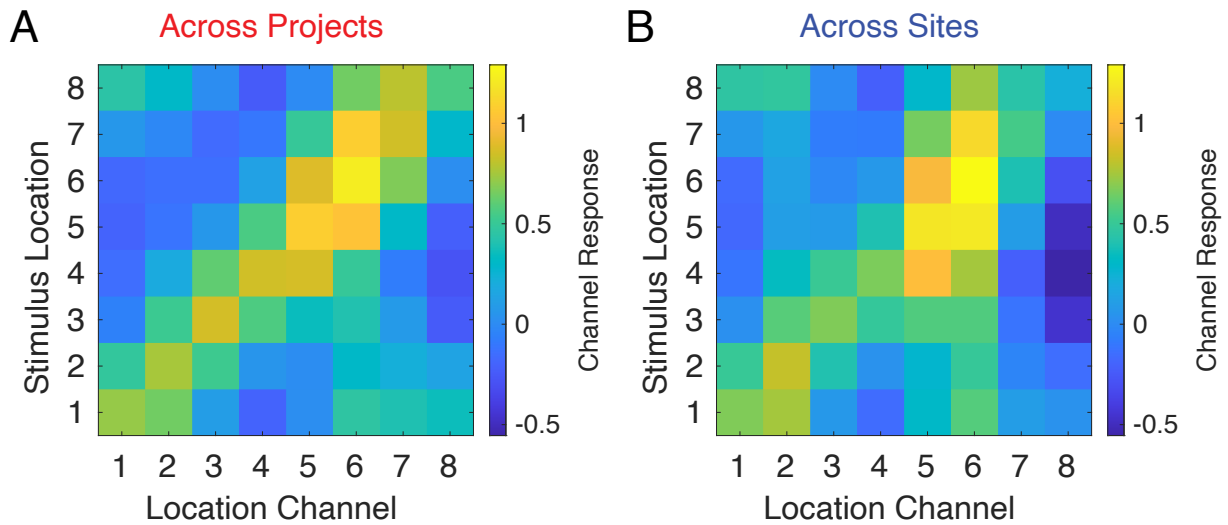 A
Across Projects
Stimulus Location
8
7
6
5
4
3
2
1
1 2 3 4 5 6 7 8
Location Channel
1
0.5
0
-0.5
Channel Response
B
Across Sites
Stimulus Location
8
7
6
5
4
3
2
1
1 2 3 4 5 6 7 8
Location Channel
1
0.5
0
-0.5
Channel Response